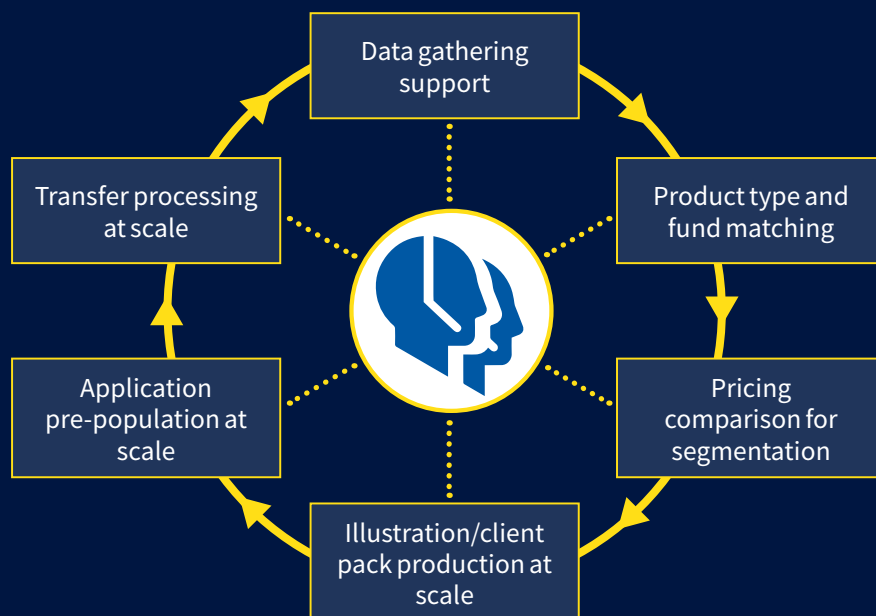 Data gathering
support
Product type and
fund matching
Pricing
comparison for
segmentation
Illustration/client
pack production at
scale
Application
pre-population at
scale
Transfer processing
at scale